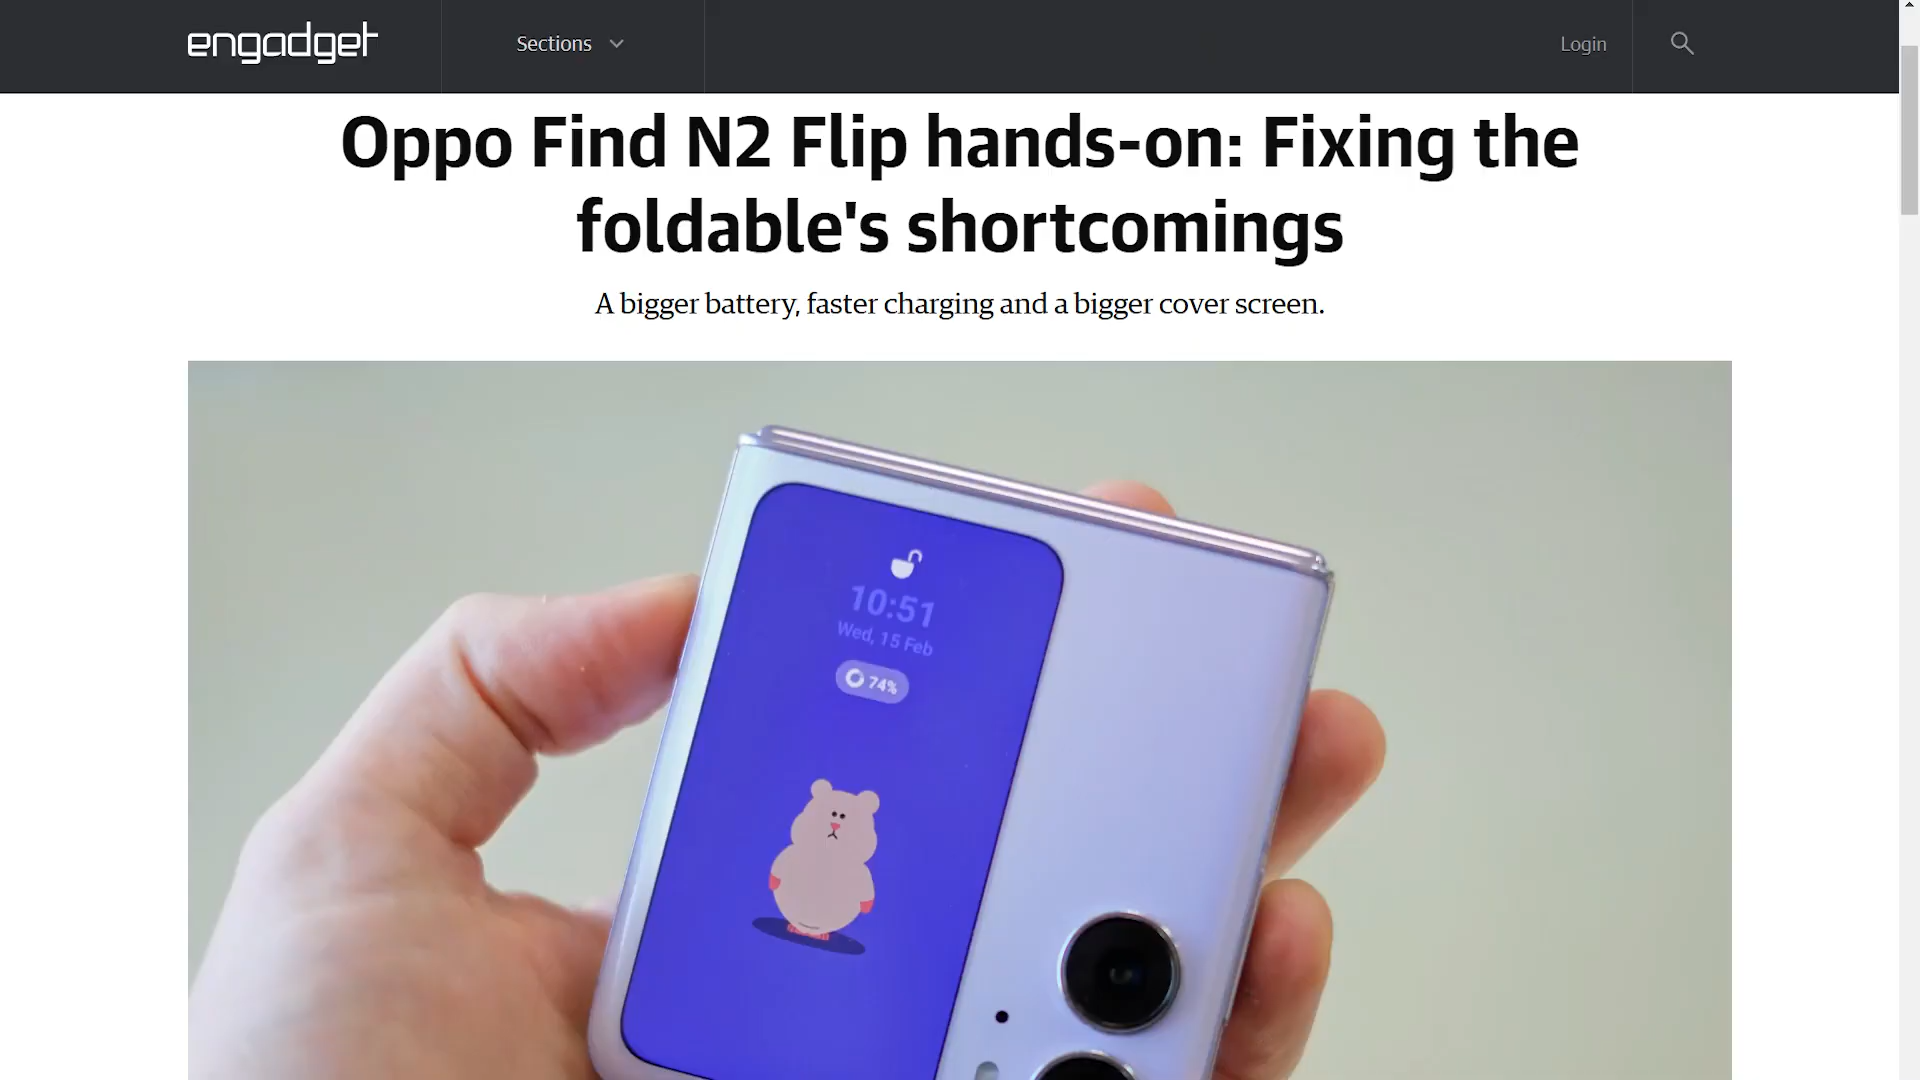 engadget
Sections
Login
Oppo Find N2 Flip hands-on: Fixing the
foldable's shortcomings
A bigger battery, faster charging and a bigger cover screen.
10:51
Wed, 15 Feb
74%